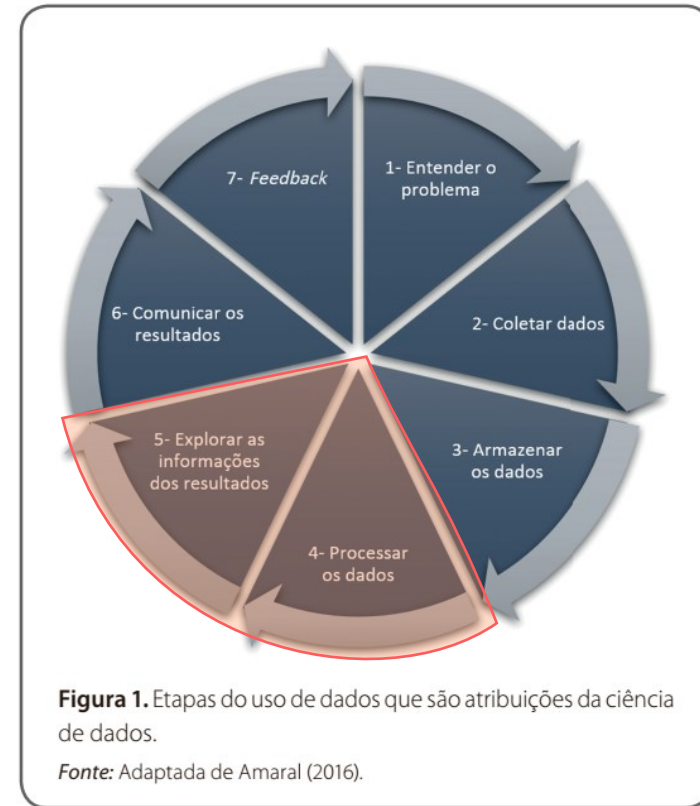 1- Entender o
problema
2- Coletar dados
3- Armazenar
os dados
4- Processar
os dados
5- Explorar as
informações
dos resultados
6- Comunicar os
resultados
7- Feedback
Figura 1. Etapas do uso de dados que são atribuições da ciência
de dados.
Fonte: Adaptada de Amaral (2016).